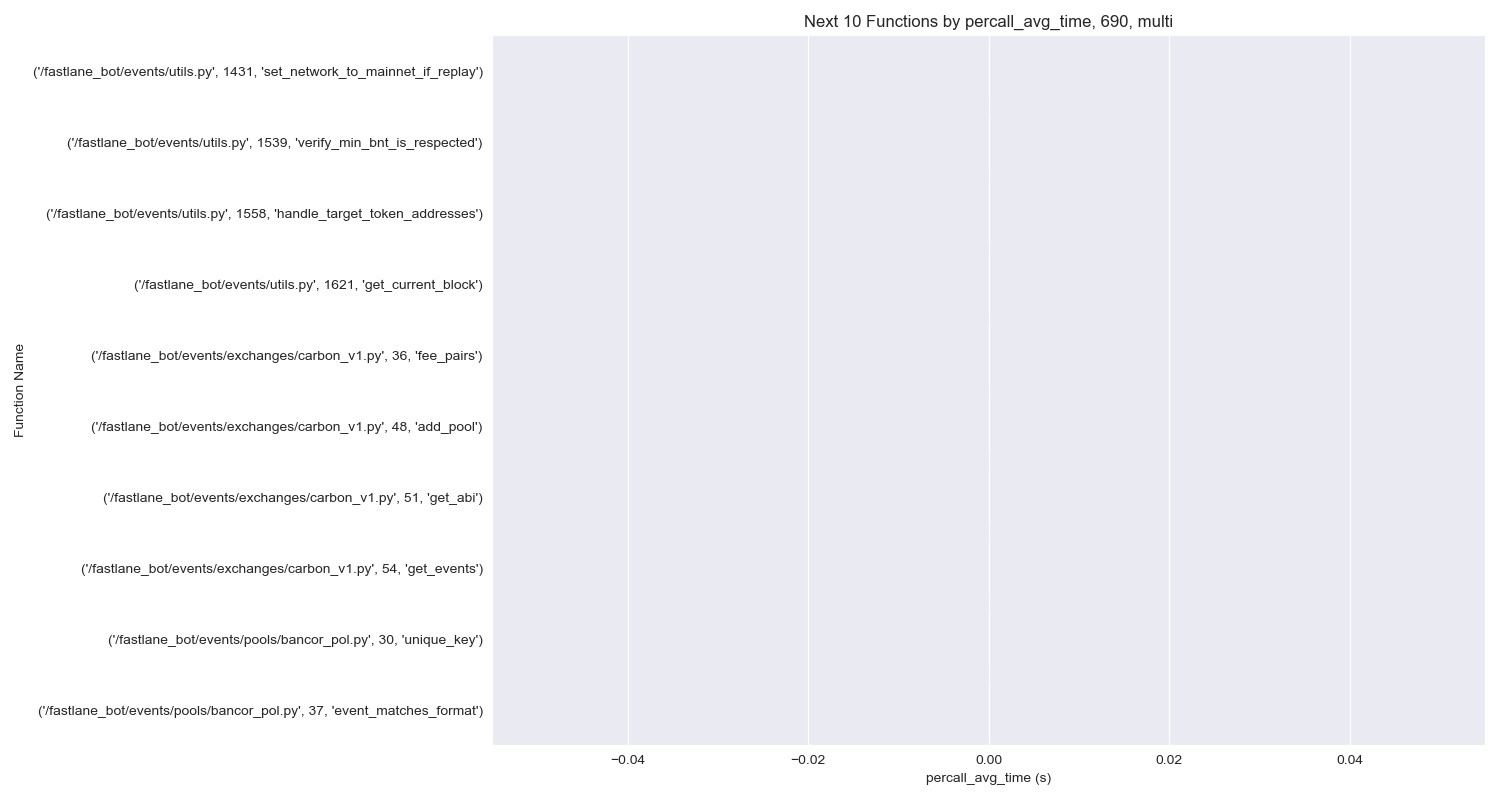 Next 10 Functions by percall_avg_time, 690, multi
('/fastlane_bot/events/utils.py', 1431, 'set_network_to_mainnet_if_replay')
('/fastlane_bot/events/utils.py', 1539, 'verify_min_bnt_is_respected')
('/fastlane_bot/events/utils.py', 1558, 'handle_target_token_addresses')
('/fastlane_bot/events/utils.py', 1621, 'get_current_block')
('/fastlane_bot/events/exchanges/carbon_v1.py', 36, 'fee_pairs')
('/fastlane_bot/events/exchanges/carbon_v1.py', 48, 'add_pool')
('/fastlane_bot/events/exchanges/carbon_v1.py', 51, 'get_abi')
('/fastlane_bot/events/exchanges/carbon_v1.py', 54, 'get_events')
('/fastlane_bot/events/pools/bancor_pol.py', 30, 'unique_key')
('/fastlane_bot/events/pools/bancor_pol.py', 37, 'event_matches_format')
Function Name
−0.04 −0.02 0.00 0.02 0.04
percall_avg_time (s)